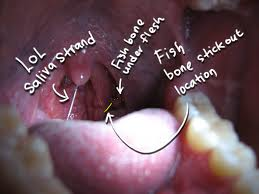 LOL
Saliva Strand
Fish bone
under flesh
Fish
bone stick out
location